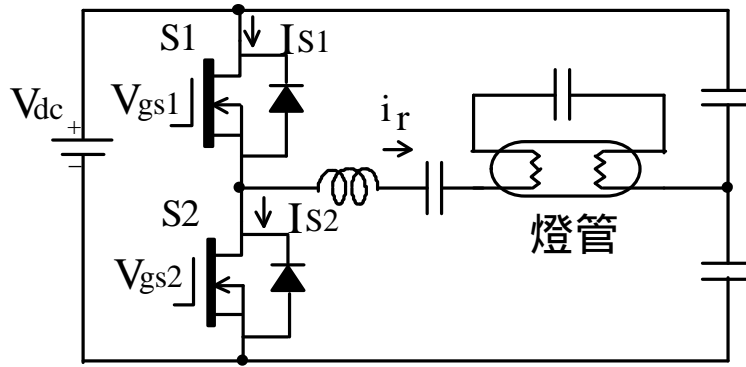 S1
IS1
Vdc
+
−
Vgs1
ir
S2
IS2
燈管
Vgs2